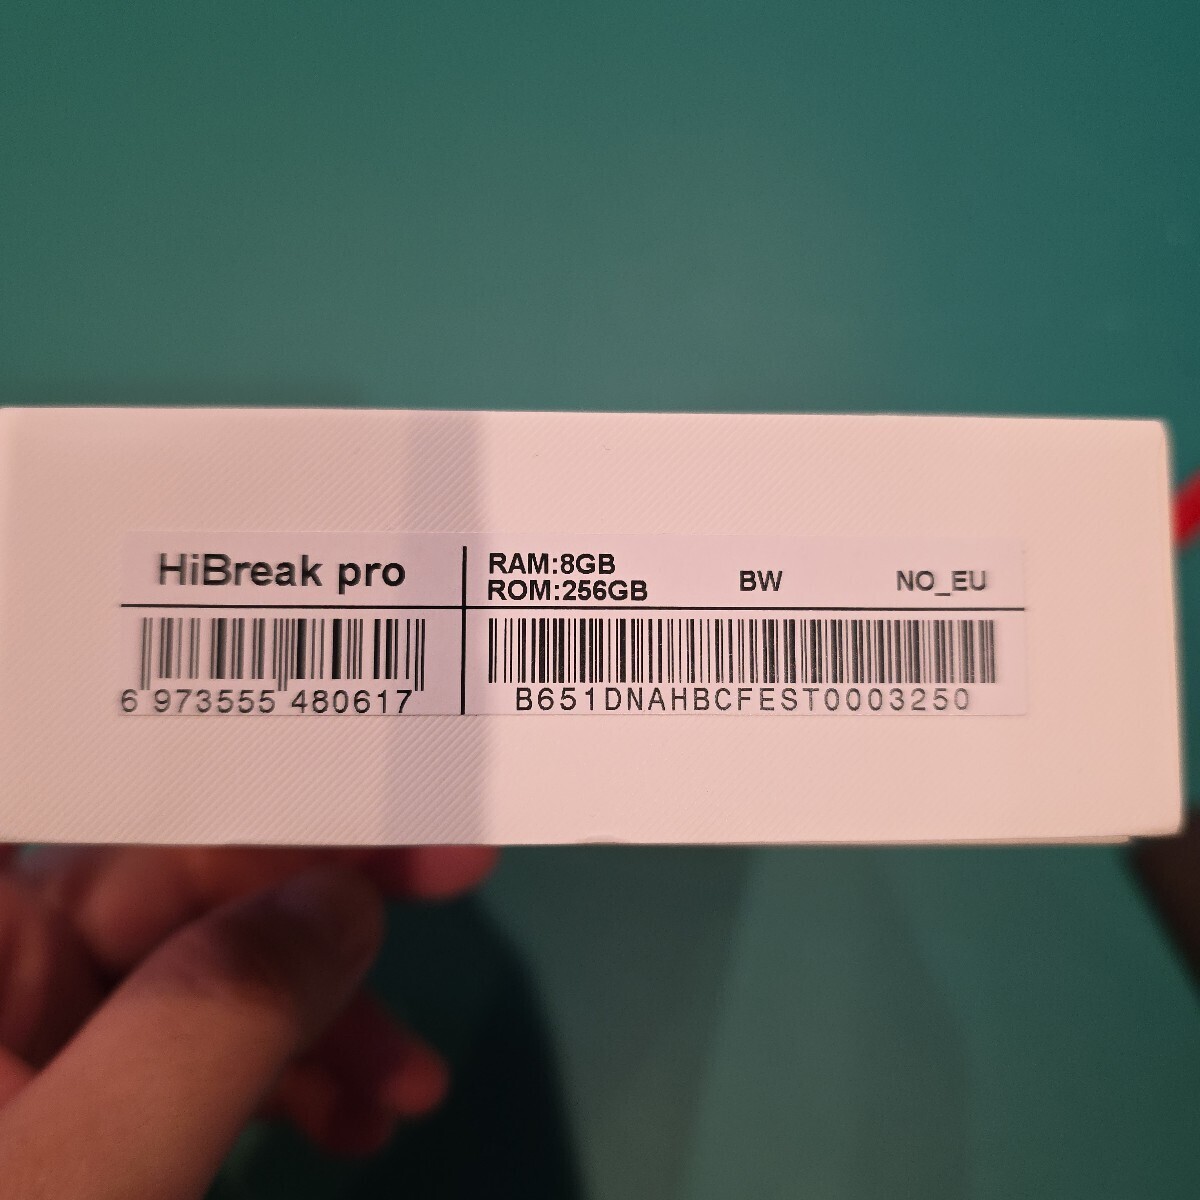 HiBreak pro
RAM:8GB
ROM:256GB
BW
NO_EU
6 973555 480617
B651DNAHBCFEST0003250